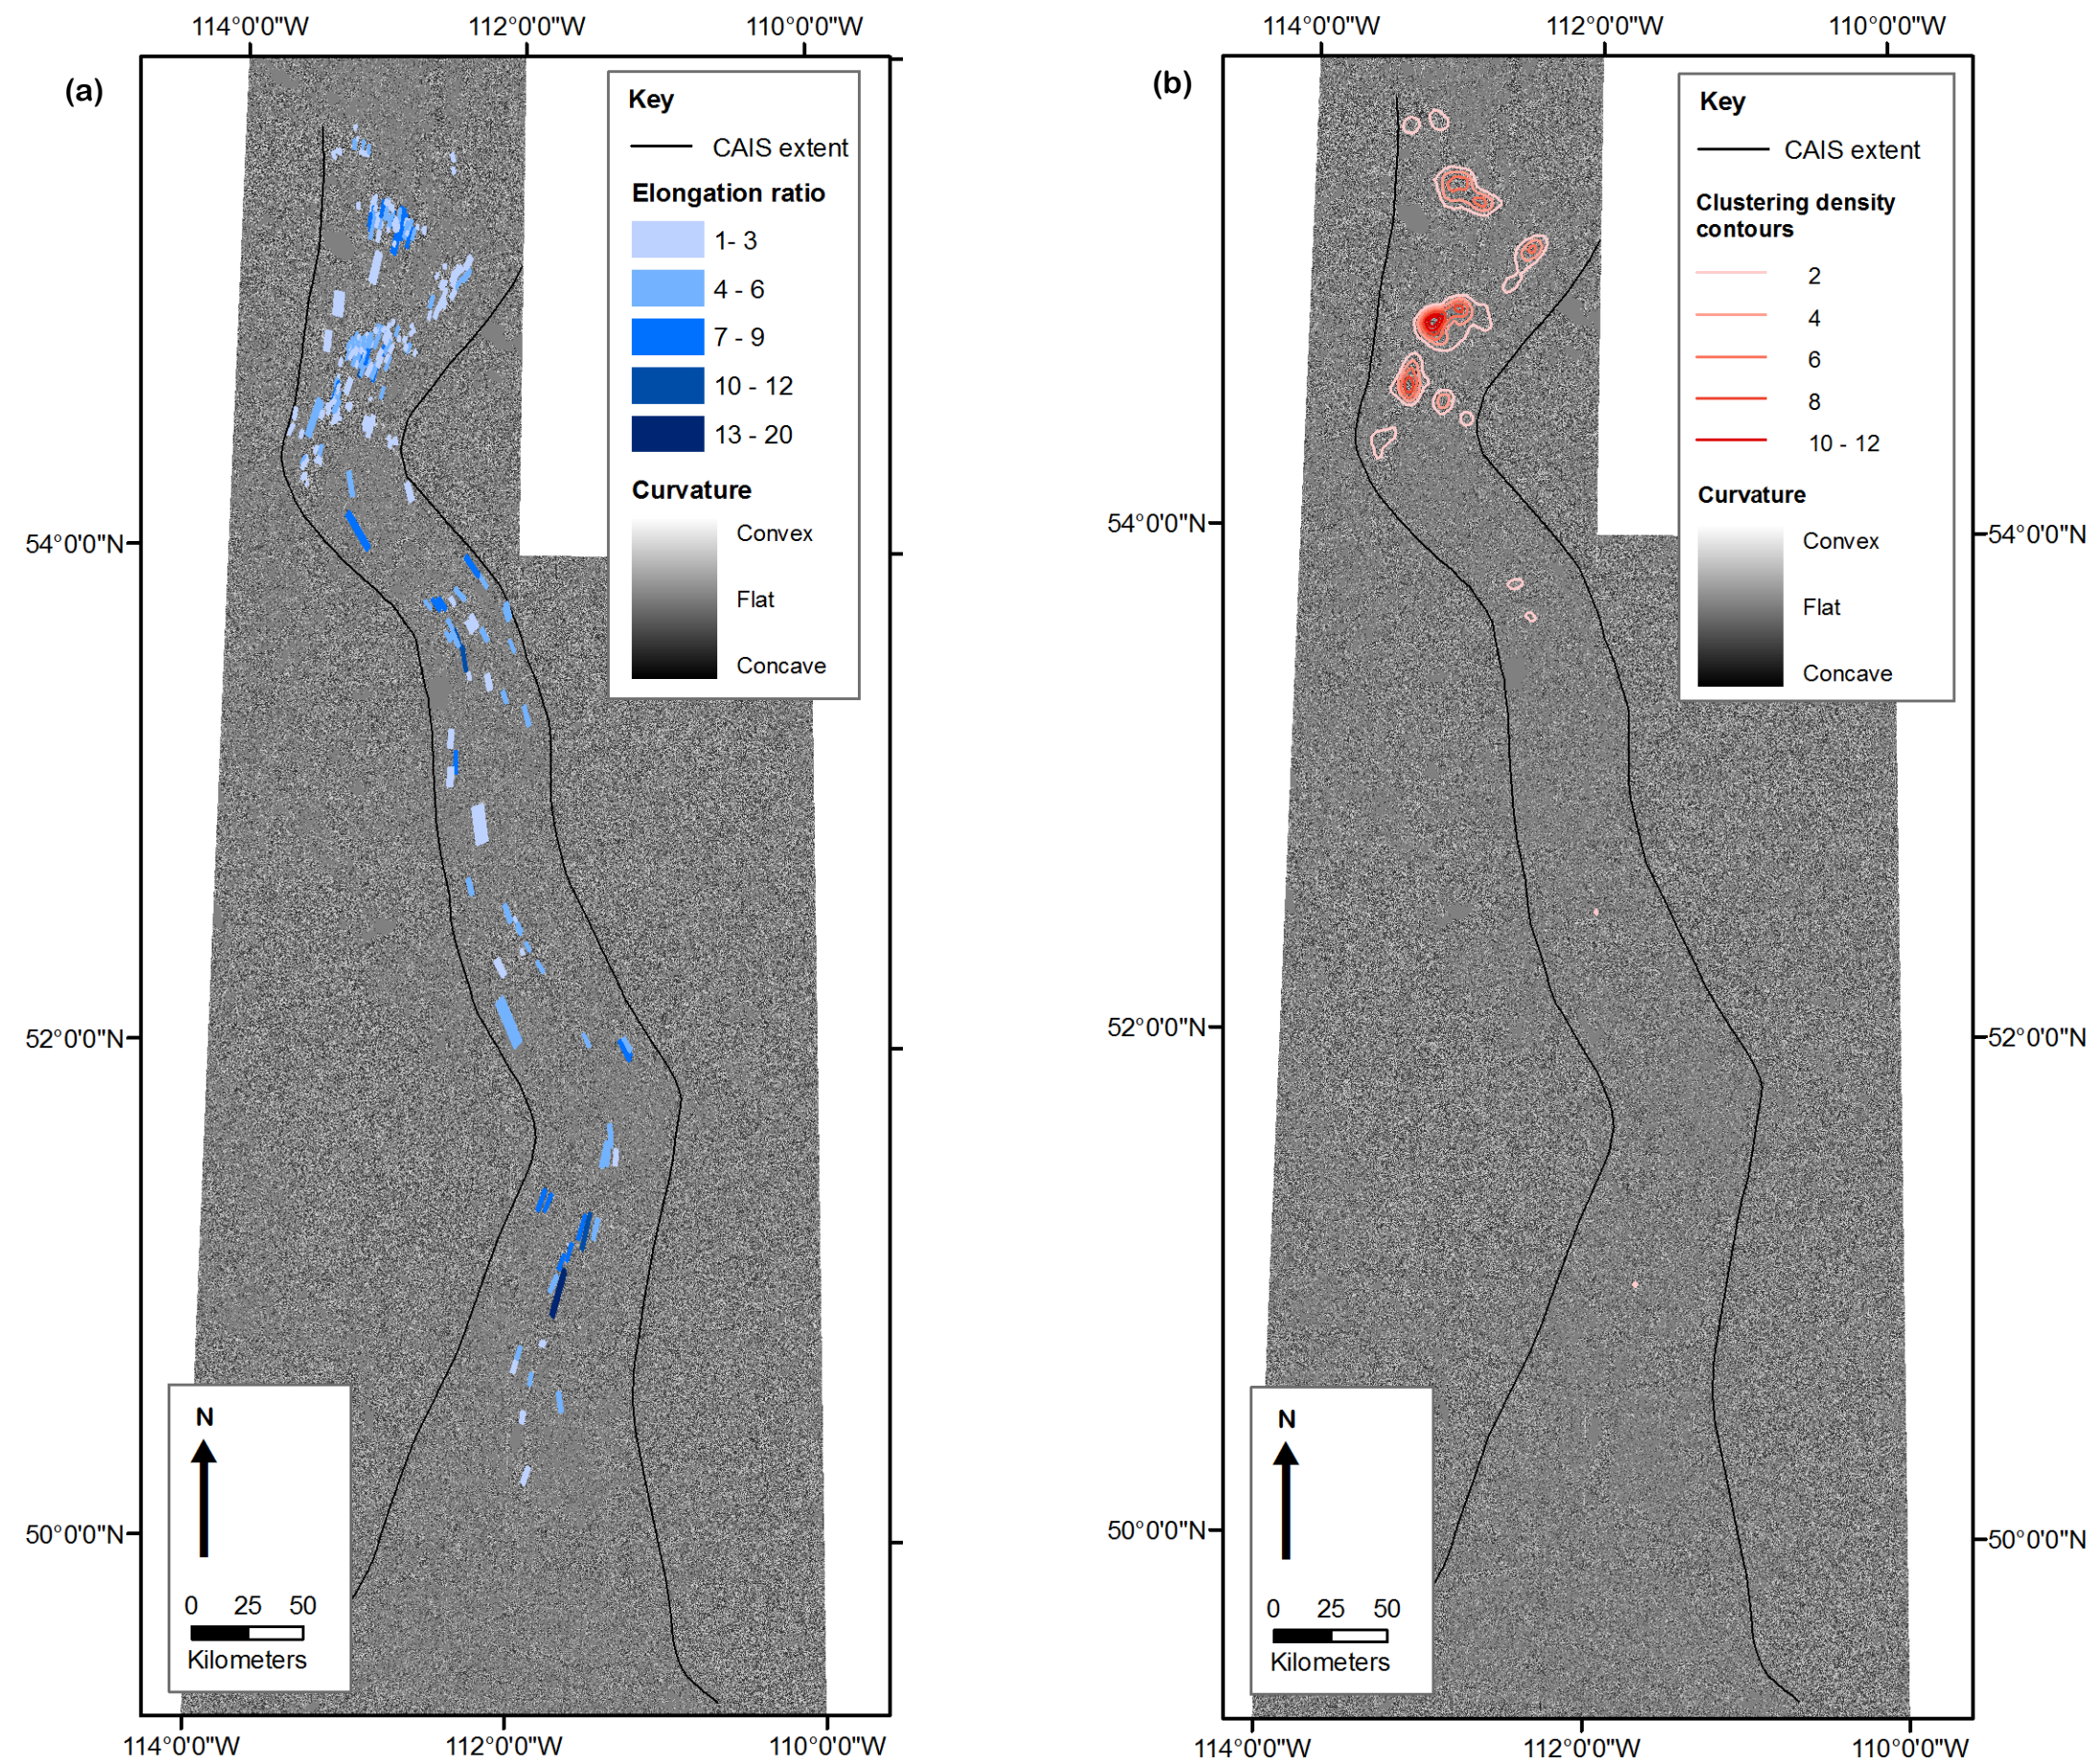 (a)
114°0'0"W 112°0'0"W 110°0'0"W
Key
CAIS extent
Elongation ratio
1- 3
4 - 6
7 - 9
10 - 12
13 - 20
Curvature
Convex
Flat
Concave
54°0'0"N
52°0'0"N
50°0'0"N
N
0 25 50
Kilometers
114°0'0"W 112°0'0"W 110°0'0"W
(b)
114°0'0"W 112°0'0"W 110°0'0"W
Key
CAIS extent
Clustering density
contours
2
4
6
8
10 - 12
Curvature
Convex
Flat
Concave
54°0'0"N 54°0'0"N
52°0'0"N 52°0'0"N
50°0'0"N 50°0'0"N
N
0 25 50
Kilometers
114°0'0"W 112°0'0"W 110°0'0"W